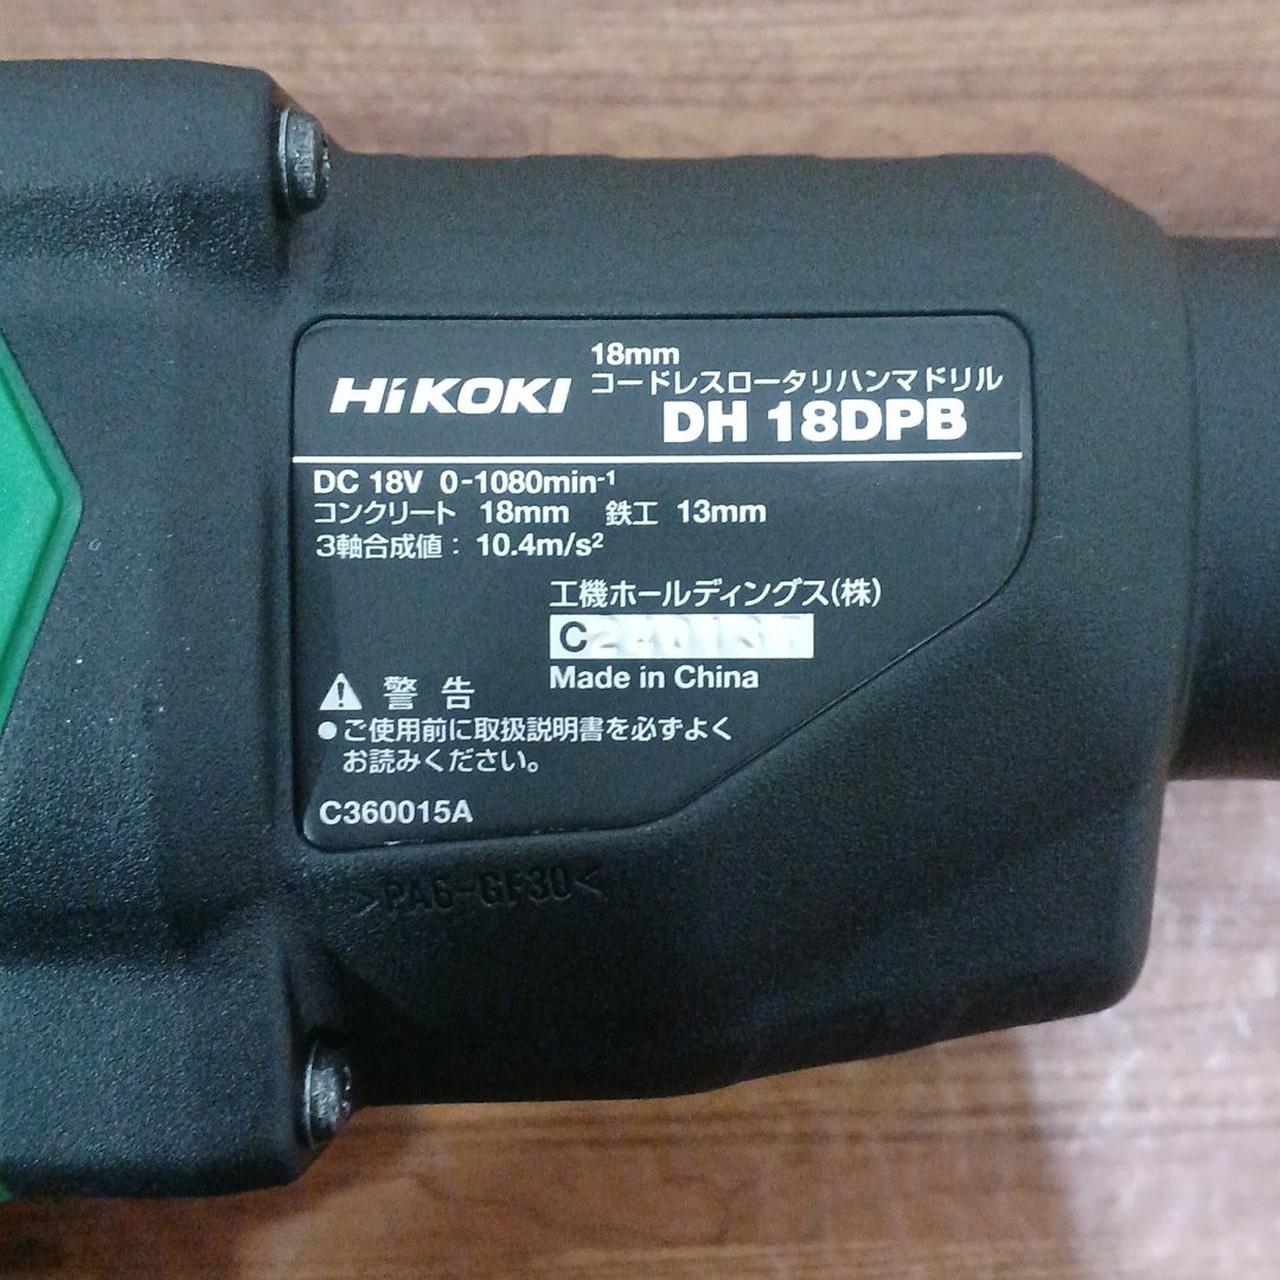 18mm
コードレスロータリハンマドリル
HiKOKI
DH 18DPB
DC 18V 0-1080min⁻¹
コンクリート 18mm 鉄工 13mm
3軸合成値： 10.4m/s²
工機ホールディングス(株)
C
Made in China
⚠ 警 告
●ご使用前に取扱説明書を必ずよく
お読みください。
C360015A
>PA6-GF30<